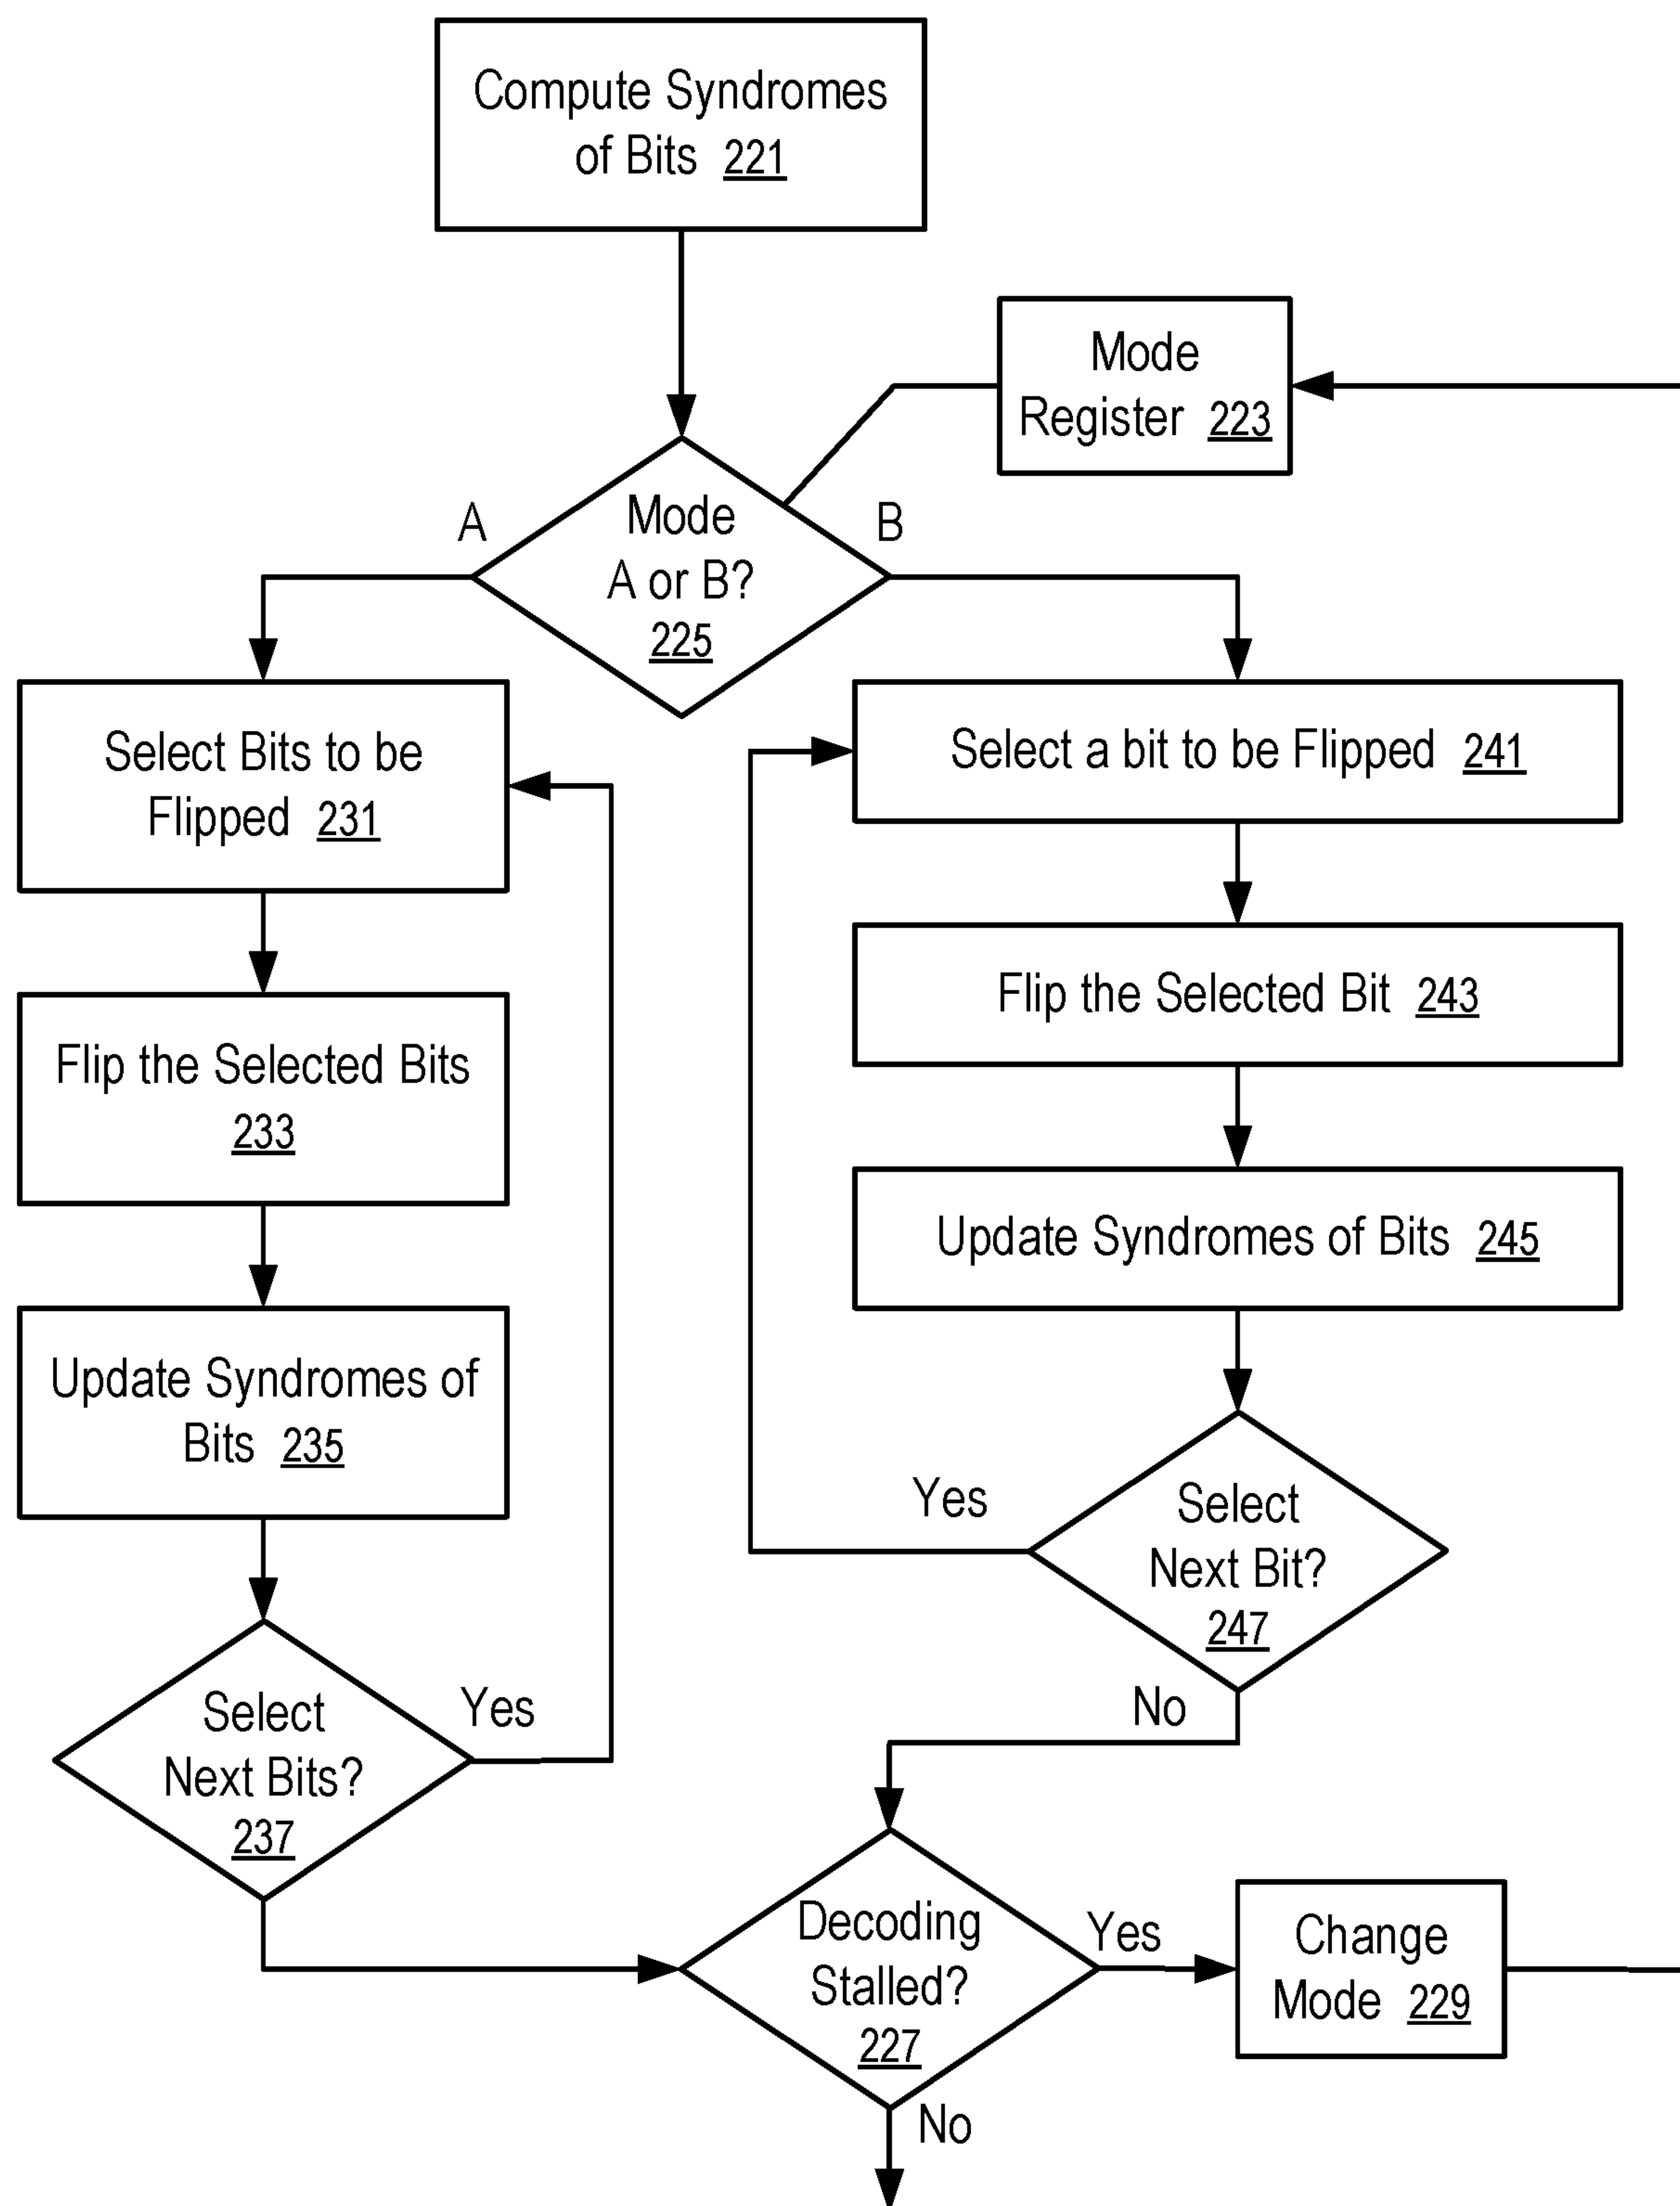 Compute Syndromes
of Bits 221
Mode
Register 223
A
Mode
A or B?
225
B
Select Bits to be
Flipped 231
Select a bit to be Flipped 241
Flip the Selected Bit 243
Flip the Selected Bits
233
Update Syndromes of Bits 245
Update Syndromes of
Bits 235
Yes
Select
Next Bit?
247
No
Select
Next Bits?
237
Yes
Decoding
Stalled?
227
Yes
Change
Mode 229
No